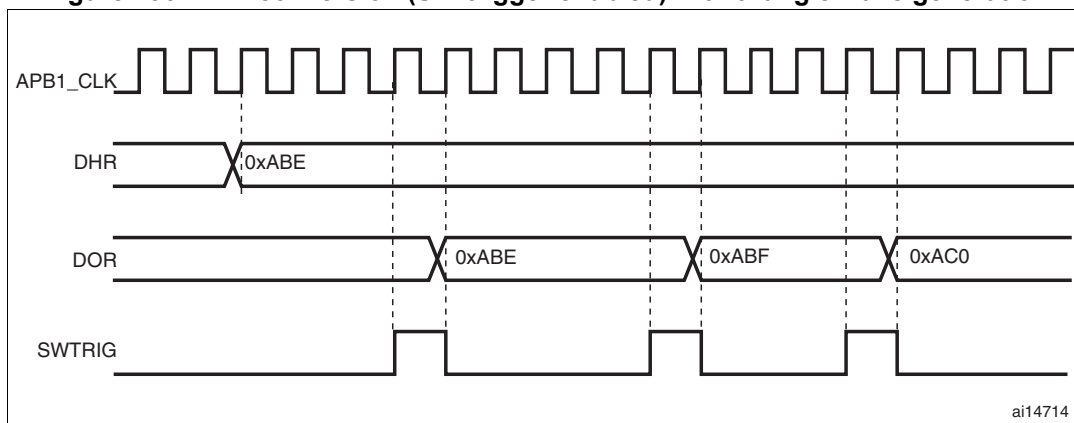 APB1_CLK
DHR
0xABE
DOR
0xABE
0xABF
0xAC0
SWTRIG
ai14714